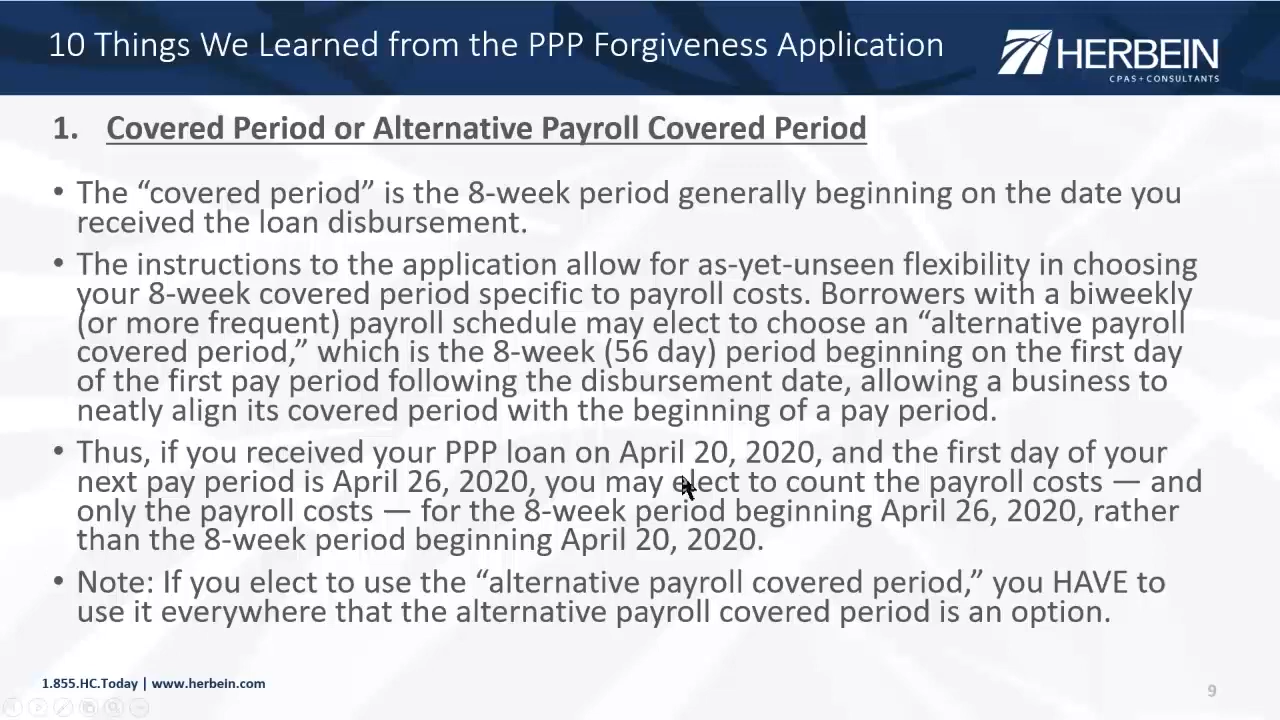 10 Things We Learned from the PPP Forgiveness Application
HERBEIN
CPAS+CONSULTANTS
1. Covered Period or Alternative Payroll Covered Period
• The “covered period” is the 8-week period generally beginning on the date you
received the loan disbursement.
• The instructions to the application allow for as-yet-unseen flexibility in choosing
your 8-week covered period specific to payroll costs. Borrowers with a biweekly
(or more frequent) payroll schedule may elect to choose an “alternative payroll
covered period,” which is the 8-week (56 day) period beginning on the first day
of the first pay period following the disbursement date, allowing a business to
neatly align its covered period with the beginning of a pay period.
• Thus, if you received your PPP loan on April 20, 2020, and the first day of your
next pay period is April 26, 2020, you may elect to count the payroll costs — and
only the payroll costs — for the 8-week period beginning April 26, 2020, rather
than the 8-week period beginning April 20, 2020.
• Note: If you elect to use the “alternative payroll covered period,” you HAVE to
use it everywhere that the alternative payroll covered period is an option.
1.855.HC.Today | www.herbein.com
9